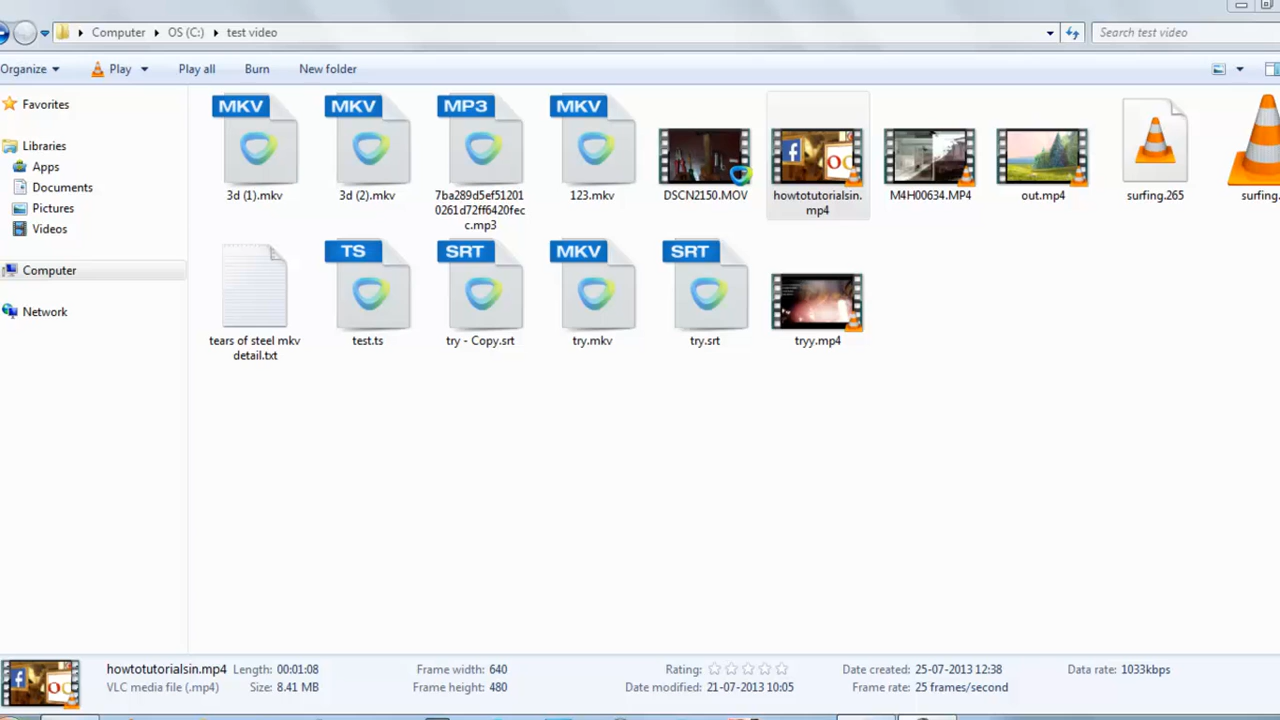 Computer OS (C:) test video
Search test video
Organize Play Play all Burn New folder
Favorites
Libraries
Apps
Documents
Pictures
Videos
Computer
Network
MKV MKV MP3 MKV
3d (1).mkv
3d (2).mkv
7ba289d5ef51201
0261d72ff6420fec
c.mp3
123.mkv
DSCN2150.MOV
howtotutorialsin.
mp4
M4H00634.MP4
out.mp4
surfing.265
surfing.
TS SRT MKV SRT
tears of steel mkv
detail.txt
test.ts
try - Copy.srt
try.mkv
try.srt
tryy.mp4
howtotutorialsin.mp4 Length: 00:01:08 Frame width: 640 Rating: Date created: 25-07-2013 12:38 Data rate: 1033kbps
VLC media file (.mp4) Size: 8.41 MB Frame height: 480 Date modified: 21-07-2013 10:05 Frame rate: 25 frames/second